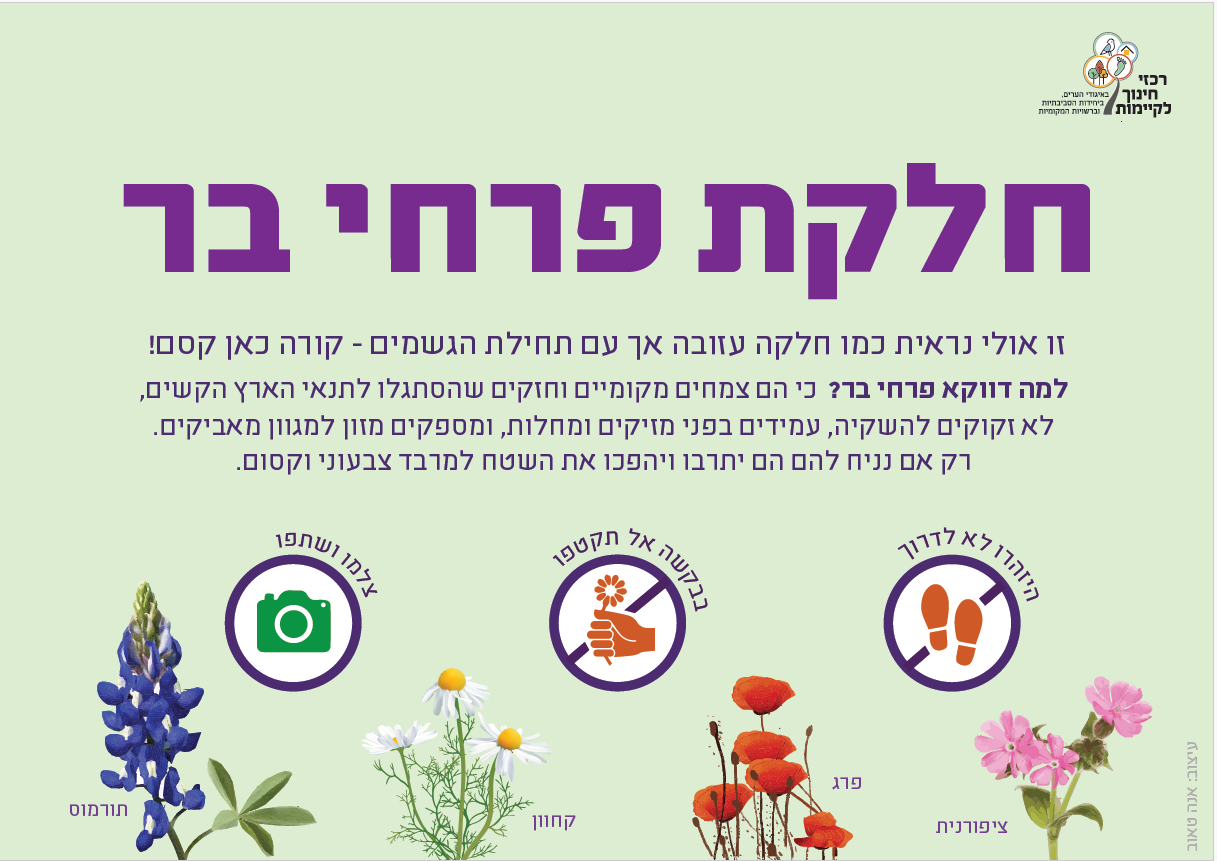 רכזי
חינוך
לקיימות
באיגודי הערים,
ביחידות הסביבתיות
וברשויות המקומיות
חלקת פרחי בר
זו אולי נראית כמו חלקה עזובה אך עם תחילת הגשמים - קורה כאן קסם!
למה דווקא פרחי בר? כי הם צמחים מקומיים וחזקים שהסתגלו לתנאי הארץ הקשים,
לא זקוקים להשקיה, עמידים בפני מזיקים ומחלות, ומספקים מזון למגוון מאביקים.
רק אם נניח להם הם יתרבו ויהפכו את השטח למרבד צבעוני וקסום.
היזהרו לא לדרוך
בבקשה אל תקטפו
צלמו ושתפו
ציפורנית
פרג
קחוון
תורמוס
עיצוב: אנה טאוב